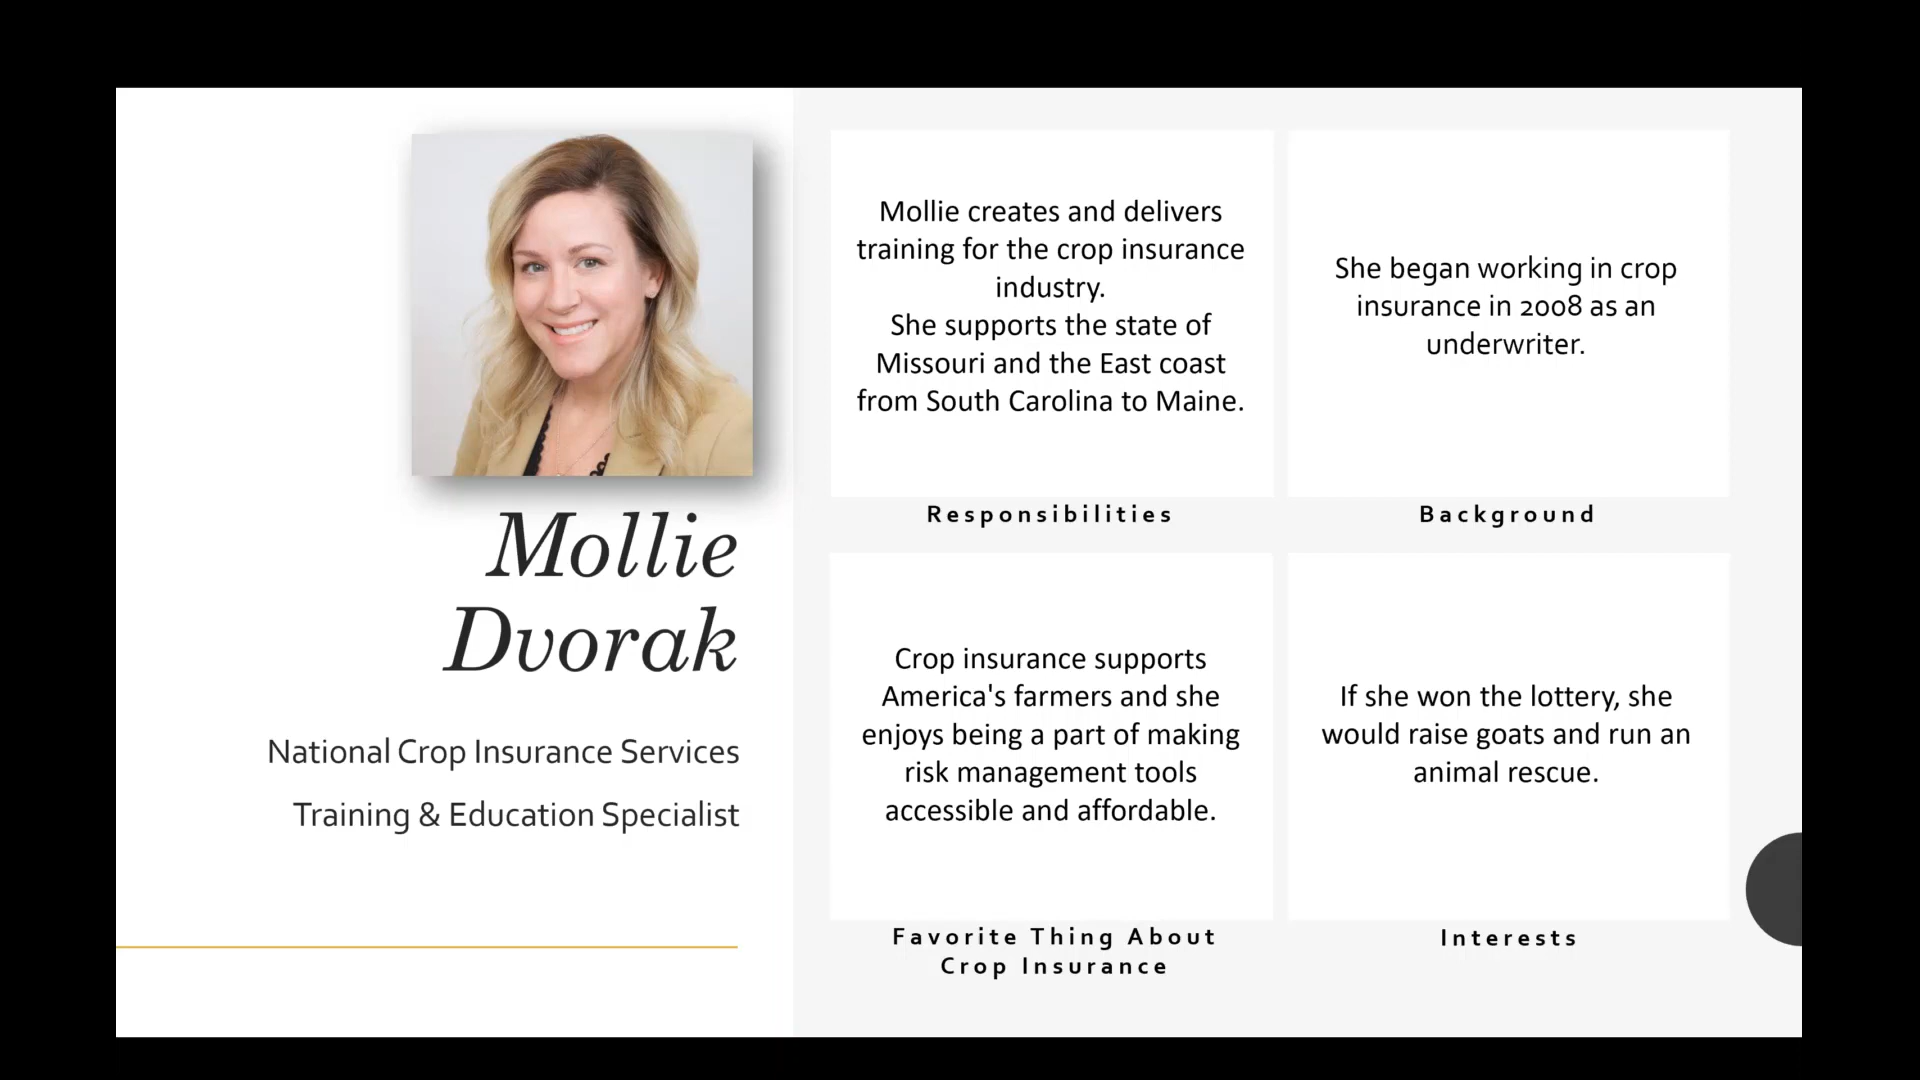 Mollie
Dvorak
National Crop Insurance Services
Training & Education Specialist
Mollie creates and delivers
training for the crop insurance
industry.
She supports the state of
Missouri and the East coast
from South Carolina to Maine.
Responsibilities
She began working in crop
insurance in 2008 as an
underwriter.
Background
Crop insurance supports
America's farmers and she
enjoys being a part of making
risk management tools
accessible and affordable.
Favorite Thing About
Crop Insurance
If she won the lottery, she
would raise goats and run an
animal rescue.
Interests